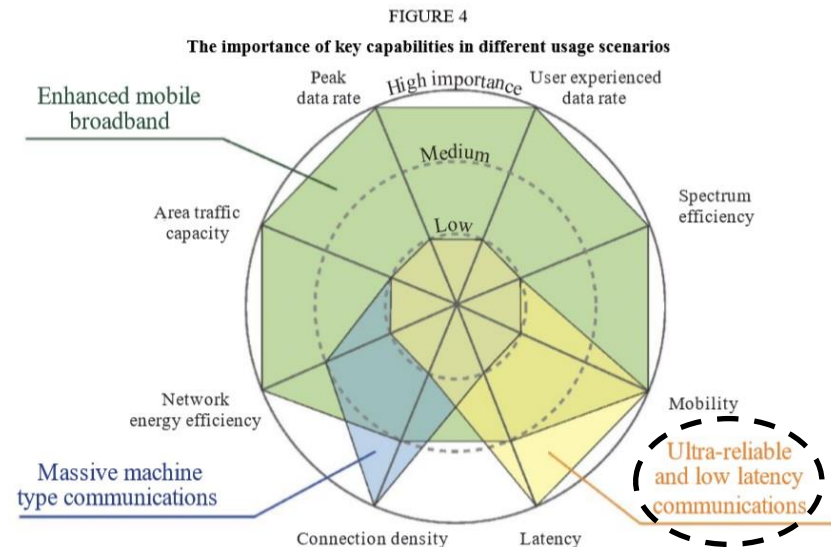 FIGURE 4
The importance of key capabilities in different usage scenarios
Peak
data rate
High importance
User experienced
data rate
Enhanced mobile
broadband
Medium
Area traffic
capacity
Spectrum
efficiency
Low
Network
energy efficiency
Mobility
Massive machine
type communications
Ultra-reliable
and low latency
communications
Connection density
Latency